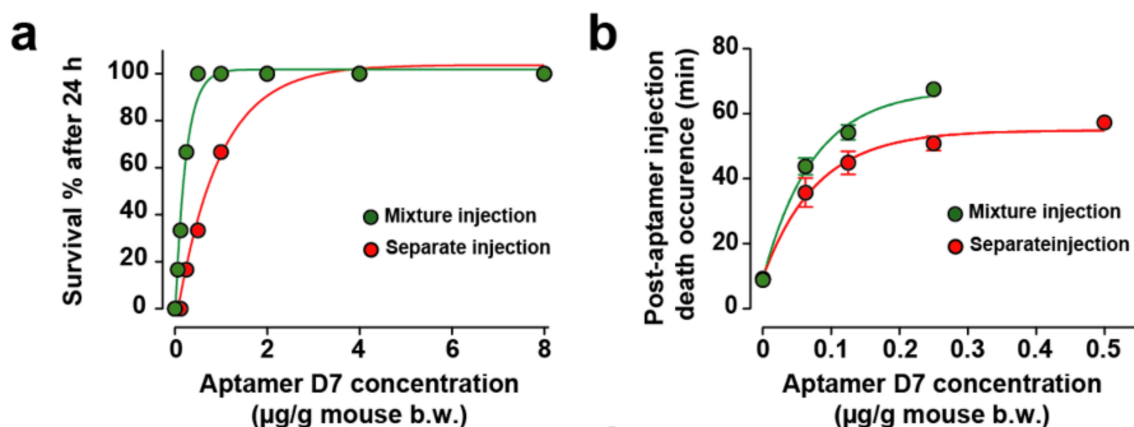 a
Survival % after 24 h
100
80
60
40
20
0
Mixture injection
Separate injection
0 2 4 6 8
Aptamer D7 concentration
(µg/g mouse b.w.)
b
Post-aptamer injection
death occurence (min)
80
60
40
20
0
Mixture injection
Separateinjection
0 0.1 0.2 0.3 0.4 0.5
Aptamer D7 concentration
(µg/g mouse b.w.)